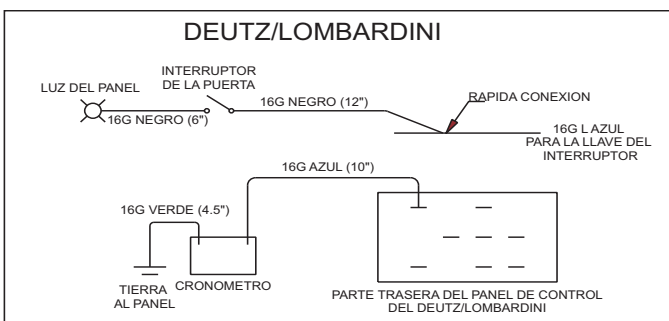 DEUTZ/LOMBARDINI
LUZ DEL PANEL
INTERRUPTOR
DE LA PUERTA
16G NEGRO (6")
16G NEGRO (12")
RAPIDA CONEXION
16G L AZUL
PARA LA LLAVE DEL
INTERRUPTOR
16G AZUL (10")
16G VERDE (4.5")
TIERRA
AL PANEL
CRONOMETRO
PARTE TRASERA DEL PANEL DE CONTROL
DEL DEUTZ/LOMBARDINI